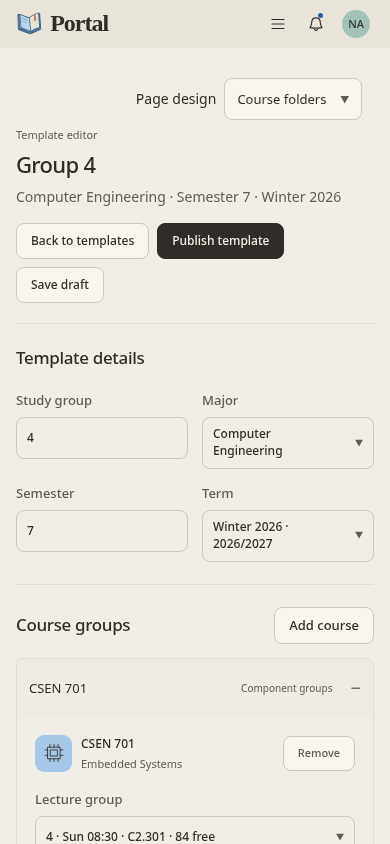 Portal
NA
Page design
Course folders
Template editor
Group 4
Computer Engineering · Semester 7 · Winter 2026
Back to templates
Publish template
Save draft
Template details
Study group
Major
4
Computer
Engineering
Semester
Term
7
Winter 2026 ·
2026/2027
Course groups
Add course
CSEN 701
Component groups
CSEN 701
Embedded Systems
Remove
Lecture group
4 · Sun 08:30 · C2.301 · 84 free